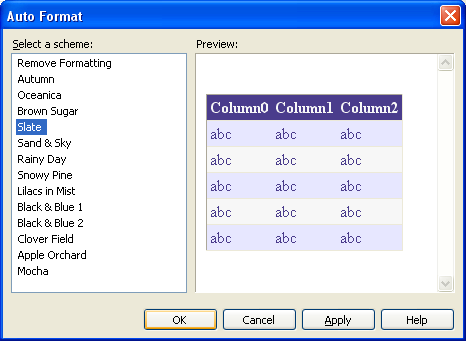 Auto Format
Select a scheme:
Preview:
Remove Formatting
Autumn
Oceanica
Brown Sugar
Slate
Sand & Sky
Rainy Day
Snowy Pine
Lilacs in Mist
Black & Blue 1
Black & Blue 2
Clover Field
Apple Orchard
Mocha
Column0 Column1 Column2
abc abc abc
abc abc abc
abc abc abc
abc abc abc
abc abc abc
OK Cancel Apply Help